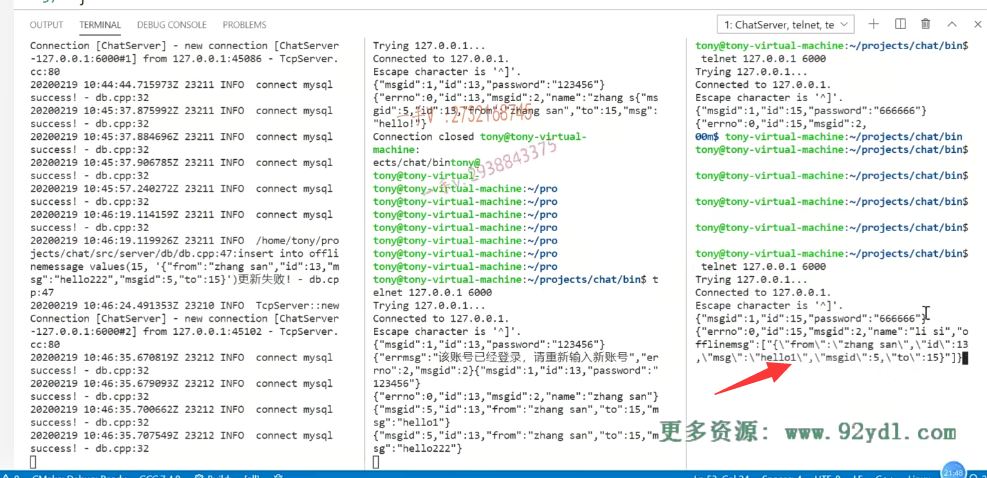 OUTPUT TERMINAL DEBUG CONSOLE PROBLEMS 1: ChatServer, telnet, te
Connection [ChatServer] - new connection [ChatServer
-127.0.0.1:6000#1] from 127.0.0.1:45086 - TcpServer.
cc:80
20200219 10:44:44.715973Z 23211 INFO connect mysql
success! - db.cpp:32
20200219 10:45:37.875992Z 23211 INFO connect mysql
success! - db.cpp:32
20200219 10:45:37.884696Z 23211 INFO connect mysql
success! - db.cpp:32
20200219 10:45:37.906785Z 23211 INFO connect mysql
success! - db.cpp:32
20200219 10:45:57.240272Z 23211 INFO connect mysql
success! - db.cpp:32
20200219 10:46:19.114159Z 23211 INFO connect mysql
success! - db.cpp:32
20200219 10:46:19.119926Z 23211 INFO /home/tony/pro
jects/chat/src/server/db/db.cpp:47:insert into offli
nemessage values(15, '{"from":"zhang san","id":13,"m
sg":"hello222","msgid":5,"to":15}')更新失败! - db.cp
p:47
20200219 10:46:24.491353Z 23210 INFO TcpServer::new
Connection [ChatServer] - new connection [ChatServer
-127.0.0.1:6000#2] from 127.0.0.1:45102 - TcpServer.
cc:80
20200219 10:46:35.670819Z 23212 INFO connect mysql
success! - db.cpp:32
20200219 10:46:35.679093Z 23212 INFO connect mysql
success! - db.cpp:32
20200219 10:46:35.700662Z 23212 INFO connect mysql
success! - db.cpp:32
20200219 10:46:35.707549Z 23212 INFO connect mysql
success! - db.cpp:32
Trying 127.0.0.1...
Connected to 127.0.0.1.
Escape character is '^]'.
{"msgid":1,"id":13,"password":"123456"}
{"errno":0,"id":13,"msgid":2,"name":"zhang s{"ms
gid":5,"id":13,"from":"zhang san","to":15,"msg":
"hello!"}
Connection closed tony@tony-virtual-
machine:
ects/chat/bintony@
tony@tony-virtual-
tony@tony-virtual-machine:~/pro
tony@tony-virtual-machine:~/pro
tony@tony-virtual-machine:~/pro
tony@tony-virtual-machine:~/pro
tony@tony-virtual-machine:~/pro
tony@tony-virtual-machine:~/pro
tony@tony-virtual-machine:~/pro
tony@tony-virtual-machine:~/projects/chat/bin$ t
elnet 127.0.0.1 6000
Trying 127.0.0.1...
Connected to 127.0.0.1.
Escape character is '^]'.
{"msgid":1,"id":13,"password":"123456"}
{"errmsg":"该账号已经登录，请重新输入新账号","er
rno":2,"msgid":2}{"msgid":1,"id":13,"password":"
123456"}
{"errno":0,"id":13,"msgid":2,"name":"zhang san"}
{"msgid":5,"id":13,"from":"zhang san","to":15,"m
sg":"hello1"}
{"msgid":5,"id":13,"from":"zhang san","to":15,"m
sg":"hello222"}
tony@tony-virtual-machine:~/projects/chat/bin$
telnet 127.0.0.1 6000
Trying 127.0.0.1...
Connected to 127.0.0.1.
Escape character is '^]'.
{"msgid":1,"id":15,"password":"666666"}
{"errno":0,"id":15,"msgid":2,
00m$ tony-virtual-machine:~/projects/chat/bin
tony@tony-virtual-machine:~/projects/chat/bin$
tony@tony-virtual-machine:~/projects/chat/bin$
tony@tony-virtual-machine:~/projects/chat/bin$
tony@tony-virtual-machine:~/projects/chat/bin$
tony@tony-virtual-machine:~/projects/chat/bin$
telnet 127.0.0.1 6000
Trying 127.0.0.1...
Connected to 127.0.0.1.
Escape character is '^]'.
{"msgid":1,"id":15,"password":"666666"}
{"errno":0,"id":15,"msgid":2,"name":"li si","o
fflinemsg":["{\"from\":\"zhang san\",\"id\":13
,\"msg\":\"hello1\",\"msgid\":5,\"to\":15}"]}
更多资源: www.92ydl.com
21:48